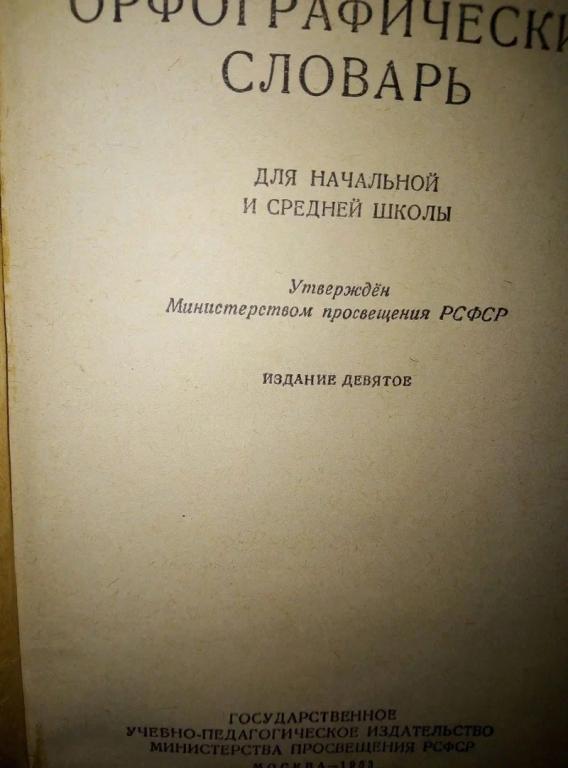 ОРФОГРАФИЧЕСКИ
СЛОВАРЬ
ДЛЯ НАЧАЛЬНОЙ
И СРЕДНЕЙ ШКОЛЫ
Утверждён
Министерством просвещения РСФСР
ИЗДАНИЕ ДЕВЯТОЕ
ГОСУДАРСТВЕННОЕ
УЧЕБНО-ПЕДАГОГИЧЕСКОЕ ИЗДАТЕЛЬСТВО
МИНИСТЕРСТВА ПРОСВЕЩЕНИЯ РСФСР
МОСКВА—1953